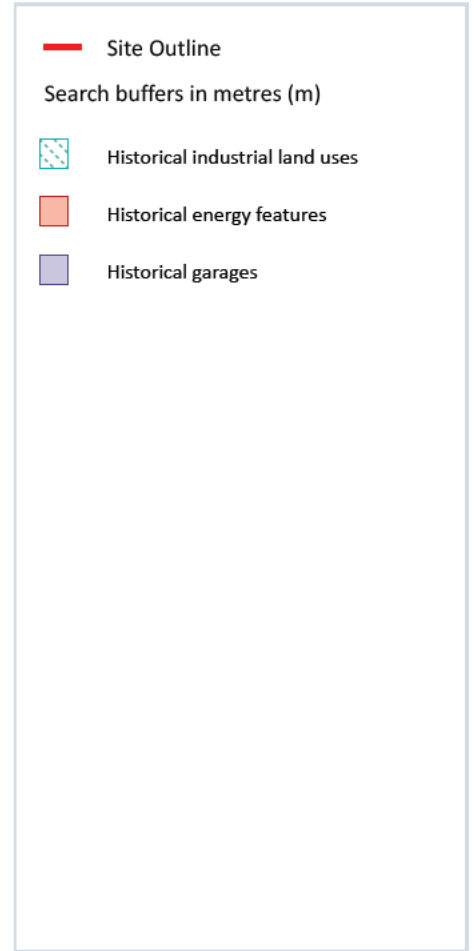 Site Outline
Search buffers in metres (m)
Historical industrial land uses
Historical energy features
Historical garages